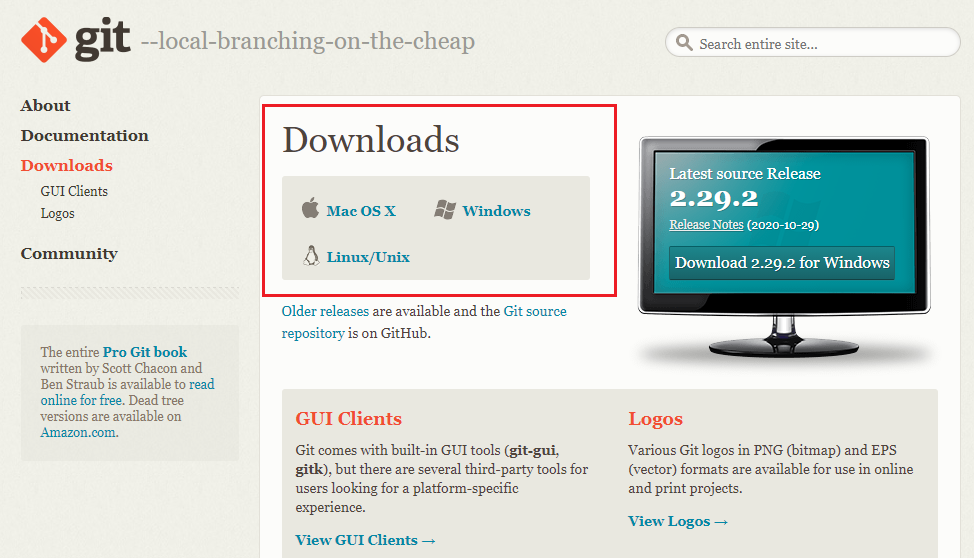 git --local-branching-on-the-cheap
Search entire site...
About
Documentation
Downloads
GUI Clients
Logos
Community
The entire Pro Git book
written by Scott Chacon and
Ben Straub is available to read
online for free. Dead tree
versions are available on
Amazon.com.
Downloads
Mac OS X
Windows
Linux/Unix
Older releases are available and the Git source
repository is on GitHub.
Latest source Release
2.29.2
Release Notes (2020-10-29)
Download 2.29.2 for Windows
GUI Clients
Git comes with built-in GUI tools (git-gui,
gitk), but there are several third-party tools for
users looking for a platform-specific
experience.
View GUI Clients →
Logos
Various Git logos in PNG (bitmap) and EPS
(vector) formats are available for use in online
and print projects.
View Logos →